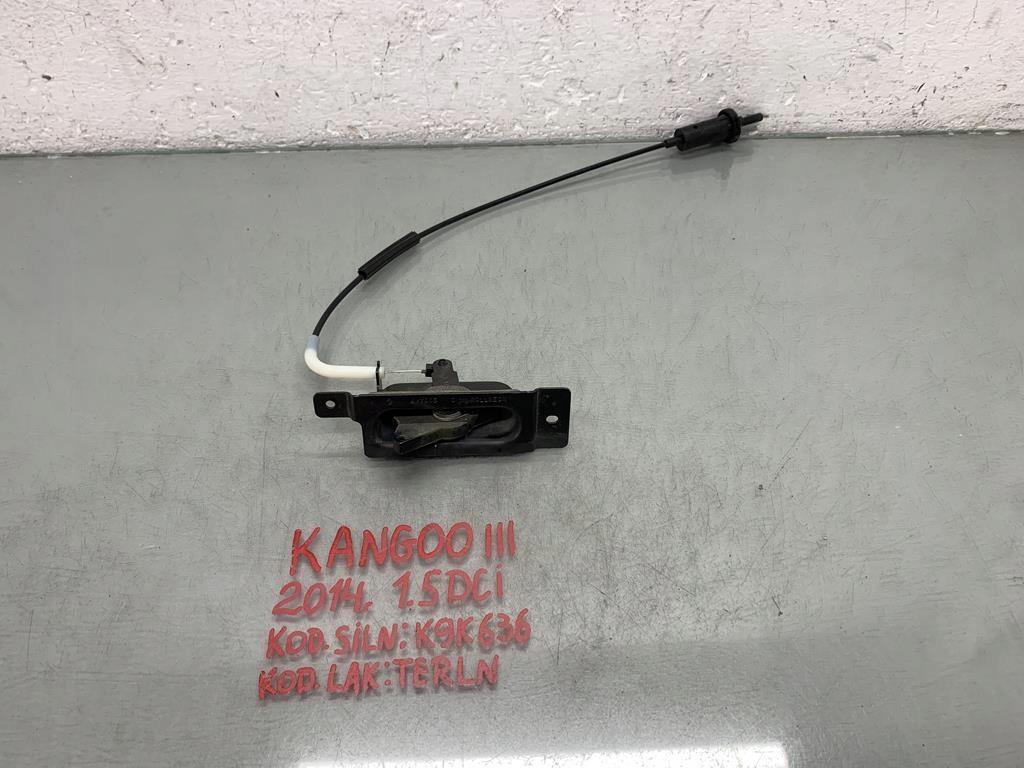 KANGOO III
2014. 1.5DCi
KOD.SiLN:K9K636
KOD.LAK:TERLN